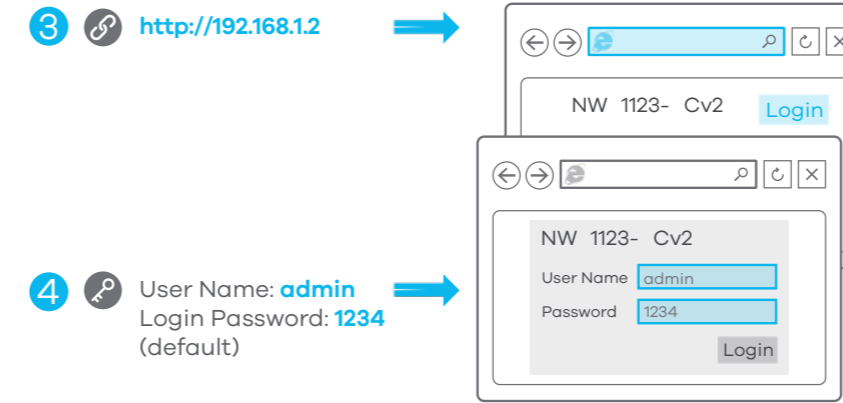 3 http://192.168.1.2
NW 1123- Cv2 Login
4 User Name: admin
Login Password: 1234
(default)
NW 1123- Cv2
User Name admin
Password 1234
Login